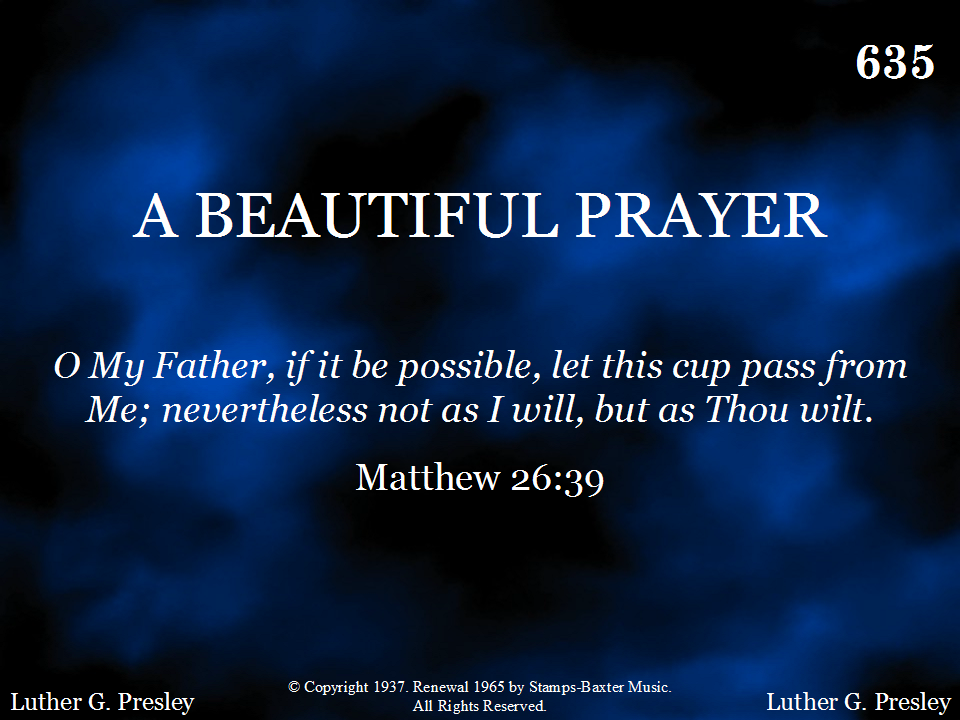 635
A BEAUTIFUL PRAYER
O My Father, if it be possible, let this cup pass from
Me; nevertheless not as I will, but as Thou wilt.
Matthew 26:39
Luther G. Presley
© Copyright 1937. Renewal 1965 by Stamps-Baxter Music.
All Rights Reserved.
Luther G. Presley